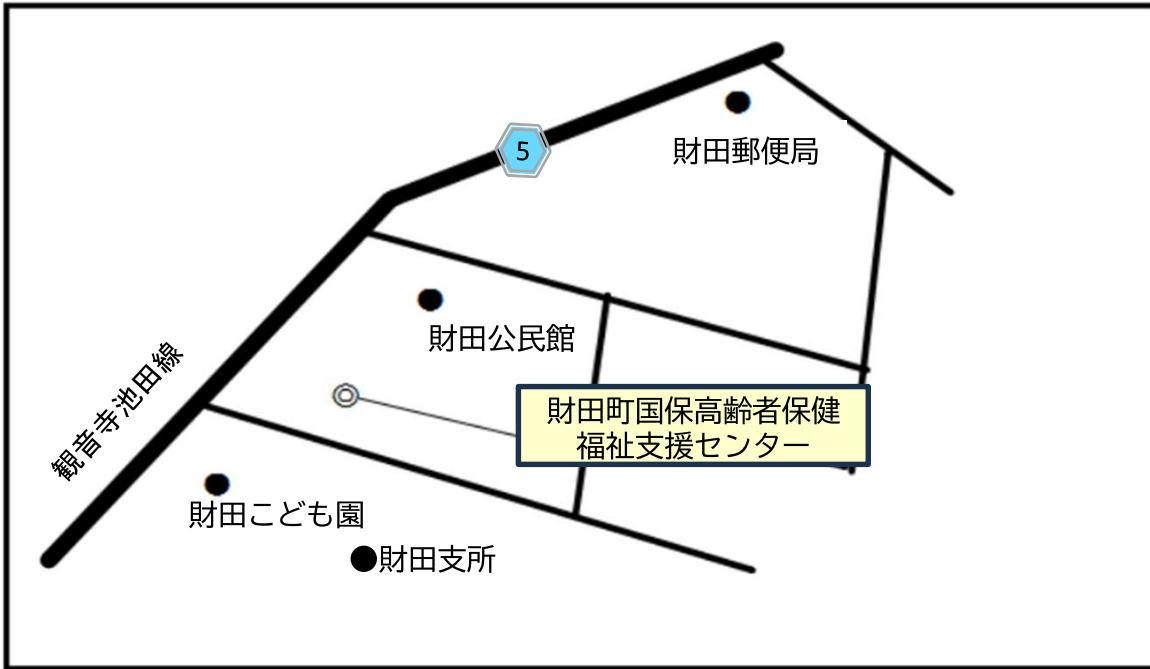 5
財田郵便局
財田公民館
観音寺池田線
財田町国保高齢者保健
福祉支援センター
財田こども園
●財田支所